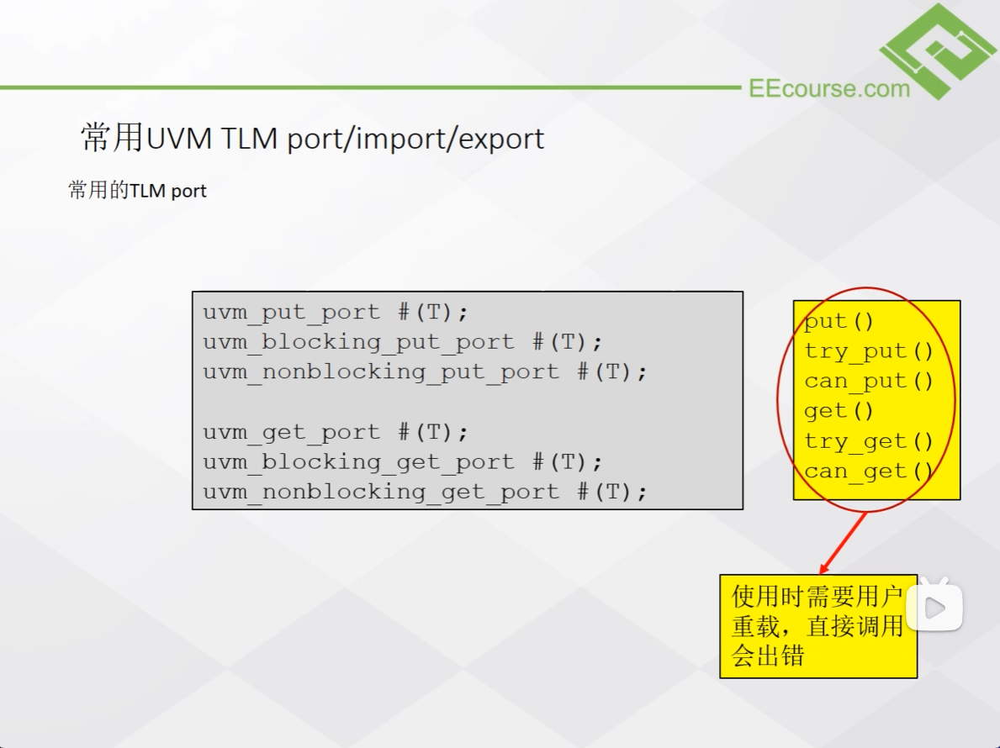 EEcourse.com
常用UVM TLM port/import/export
常用的TLM port
uvm_put_port #(T);
uvm_blocking_put_port #(T);
uvm_nonblocking_put_port #(T);
uvm_get_port #(T);
uvm_blocking_get_port #(T);
uvm_nonblocking_get_port #(T);
put()
try_put()
can_put()
get()
try_get()
can_get()
使用时需要用户
重载，直接调用
会出错